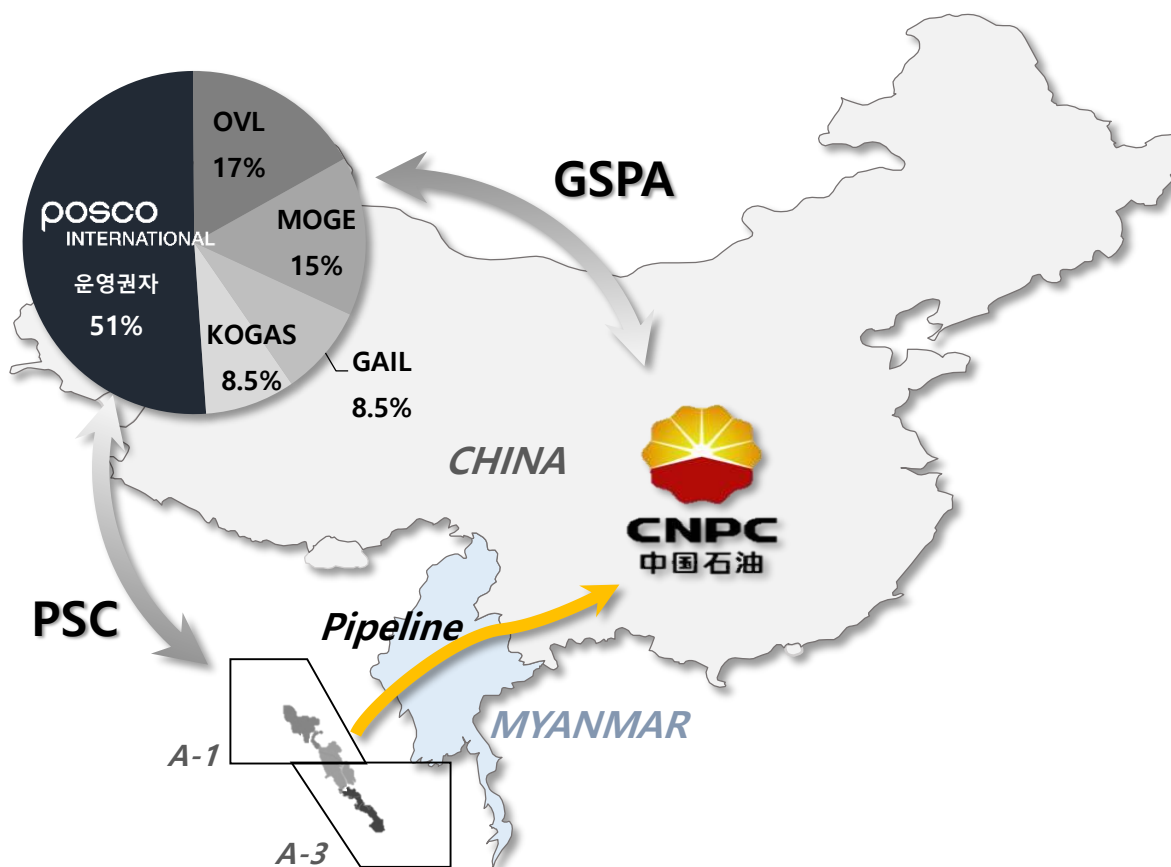 OVL
17%
GSPA
posco
INTERNATIONAL
운영권자
51%
MOGE
15%
KOGAS
8.5%
GAIL
8.5%
CHINA
CNPC
中国石油
PSC
Pipeline
MYANMAR
A-1
A-3